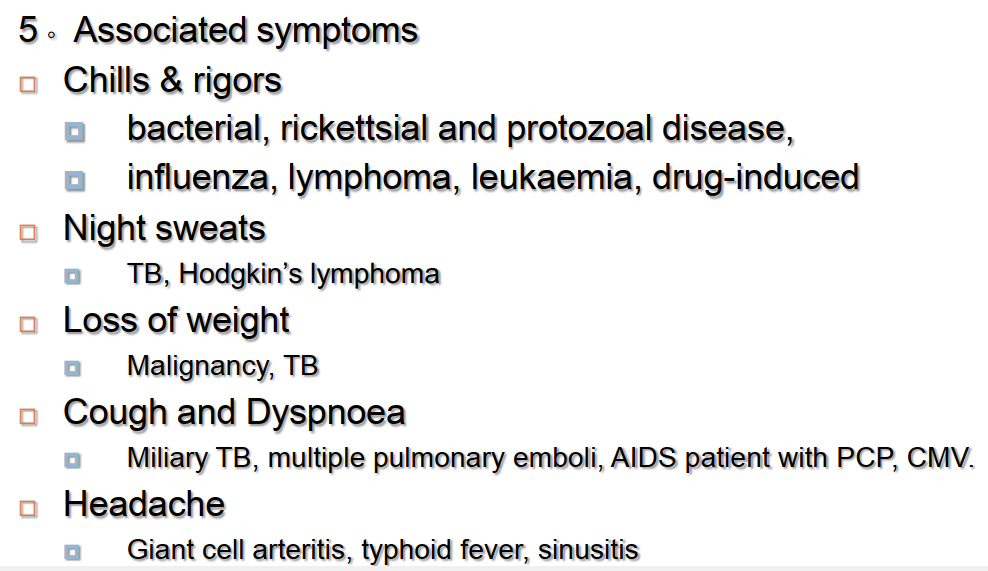 5。 Associated symptoms
Chills & rigors
bacterial, rickettsial and protozoal disease,
influenza, lymphoma, leukaemia, drug-induced
Night sweats
TB, Hodgkin’s lymphoma
Loss of weight
Malignancy, TB
Cough and Dyspnoea
Miliary TB, multiple pulmonary emboli, AIDS patient with PCP, CMV.
Headache
Giant cell arteritis, typhoid fever, sinusitis